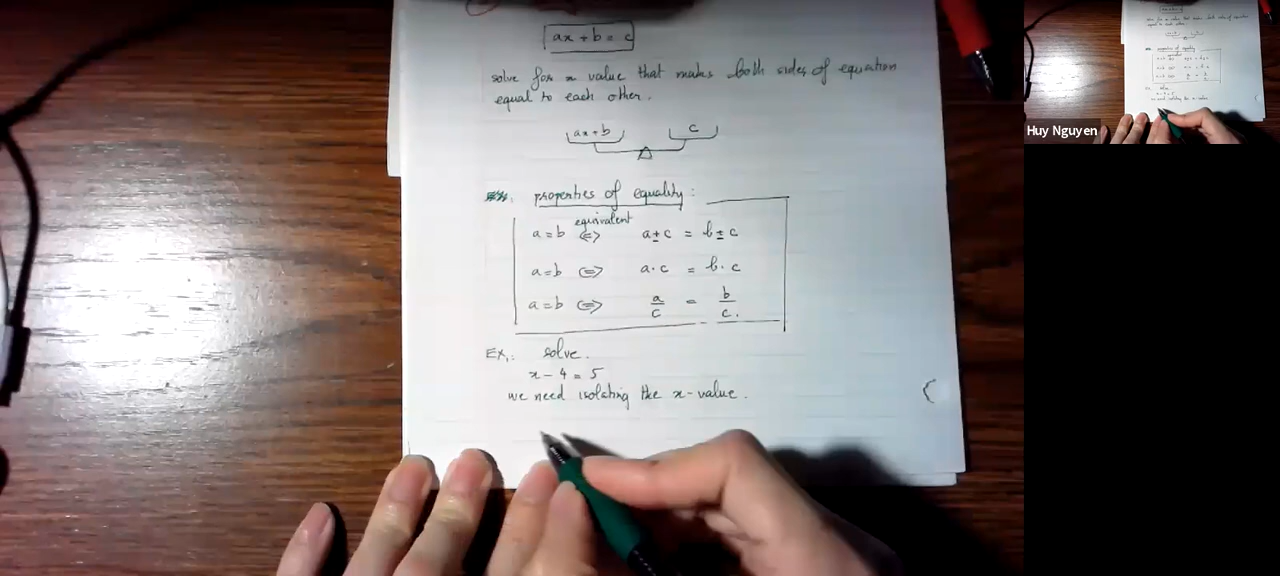 ax + b = c
solve for x value that makes both sides of equation
equal to each other.
ax+b c
properties of equality :
equivalent
a = b <=> a ± c = b ± c
a = b <=> a · c = b · c
a = b <=> a/c = b/c.
EX1: solve.
x - 4 = 5
we need isolating the x-value.
Huy Nguyen